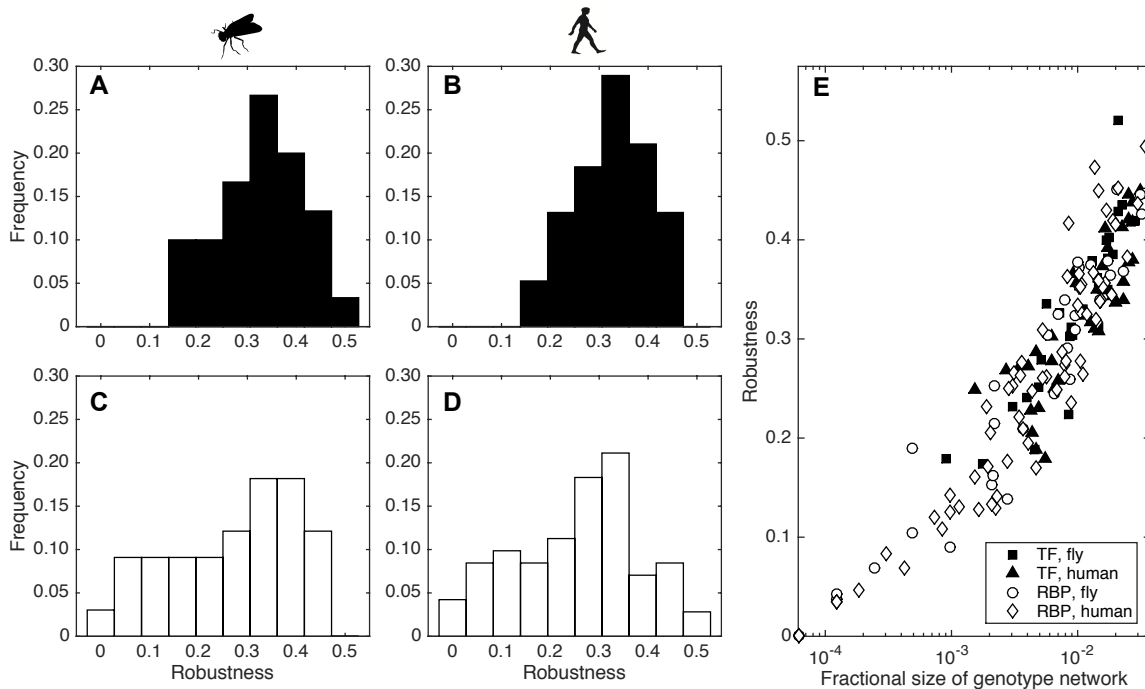 A
0.30
0.25
0.20
0.15
0.10
0.05
0
Frequency
0 0.1 0.2 0.3 0.4 0.5
B
0.30
0.25
0.20
0.15
0.10
0.05
0
0 0.1 0.2 0.3 0.4 0.5
C
0.30
0.25
0.20
0.15
0.10
0.05
0
Frequency
0 0.1 0.2 0.3 0.4 0.5
Robustness
D
0.30
0.25
0.20
0.15
0.10
0.05
0
0 0.1 0.2 0.3 0.4 0.5
Robustness
E
0.5
0.4
0.3
0.2
0.1
0
Robustness
TF, fly
TF, human
RBP, fly
RBP, human
10⁻⁴ 10⁻³ 10⁻²
Fractional size of genotype network